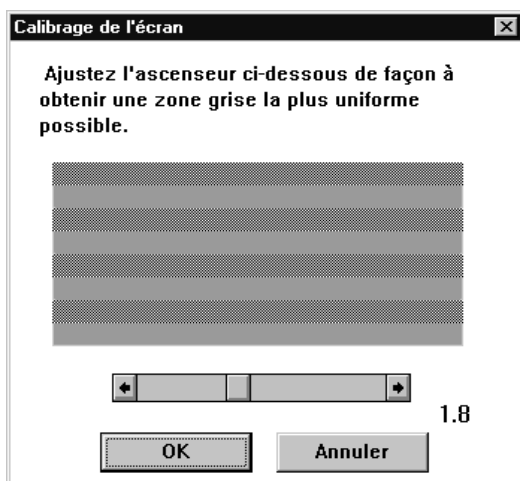 Calibrage de l'écran
Ajustez l'ascenseur ci-dessous de façon à
obtenir une zone grise la plus uniforme
possible.
1.8
OK
Annuler